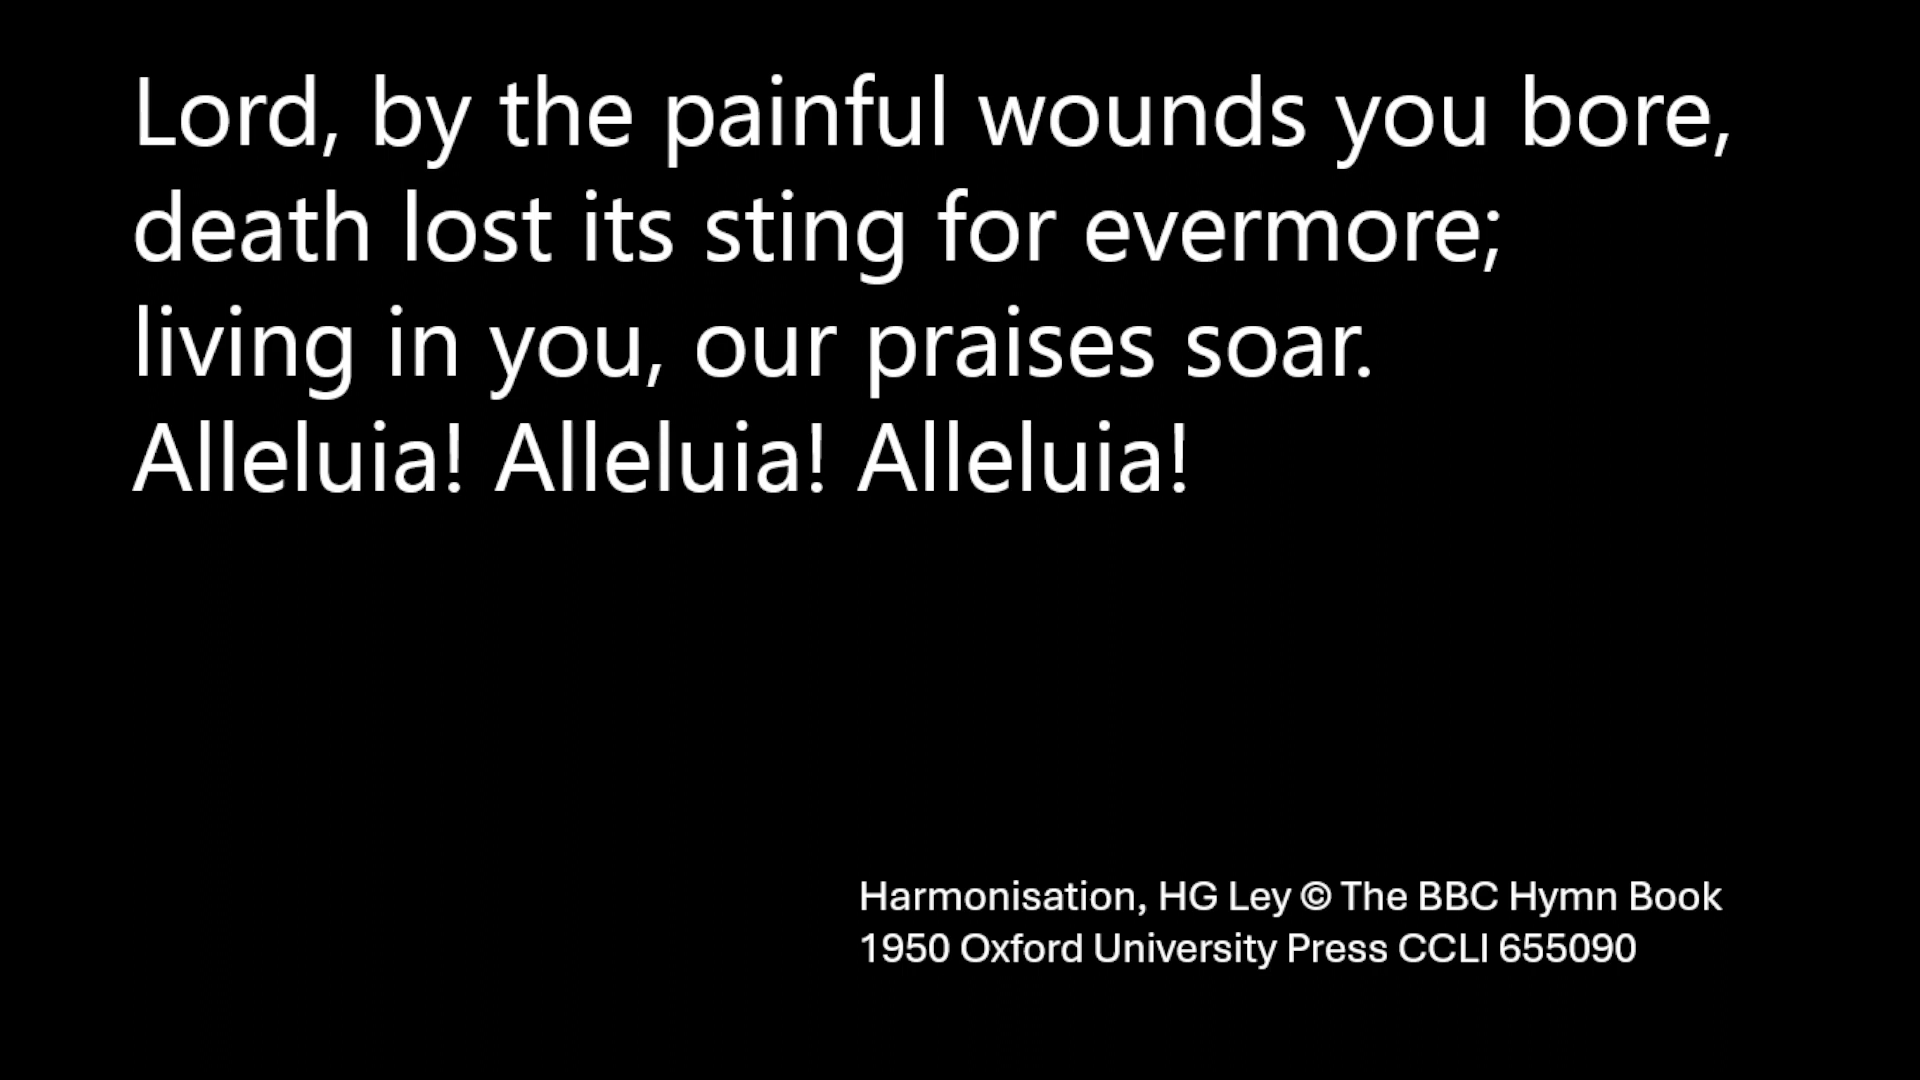 Lord, by the painful wounds you bore,
death lost its sting for evermore;
living in you, our praises soar.
Alleluia! Alleluia! Alleluia!
Harmonisation, HG Ley © The BBC Hymn Book
1950 Oxford University Press CCLI 655090